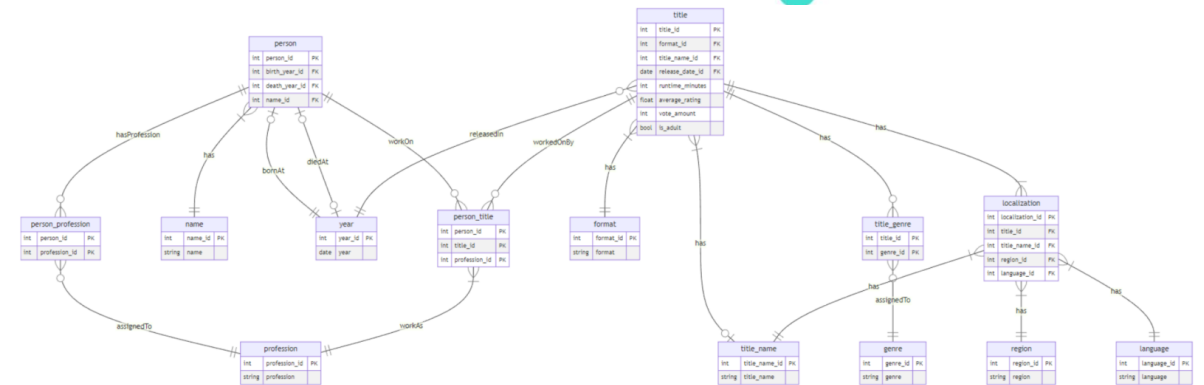 title
int title_id PK
int format_id FK
int title_name_id FK
date release_date_id FK
int runtime_minutes
float average_rating
int vote_amount
bool is_adult
person
int person_id PK
int birth_year_id FK
int death_year_id FK
int name_id FK
hasProfession
has
bornAt
diedAt
workOn
releasedIn
workedOnBy
has
has
has
has
person_profession
int person_id PK
int profession_id PK
name
int name_id PK
string name
year
int year_id PK
date year
person_title
int person_id PK
int title_id PK
int profession_id PK
format
int format_id PK
string format
title_genre
int title_id PK
int genre_id PK
localization
int localization_id PK
int title_id FK
int title_name_id FK
int region_id FK
int language_id FK
assignedTo
workAs
has
assignedTo
has
has
profession
int profession_id PK
string profession
title_name
int title_name_id PK
string title_name
genre
int genre_id PK
string genre
region
int region_id PK
string region
language
int language_id PK
string language